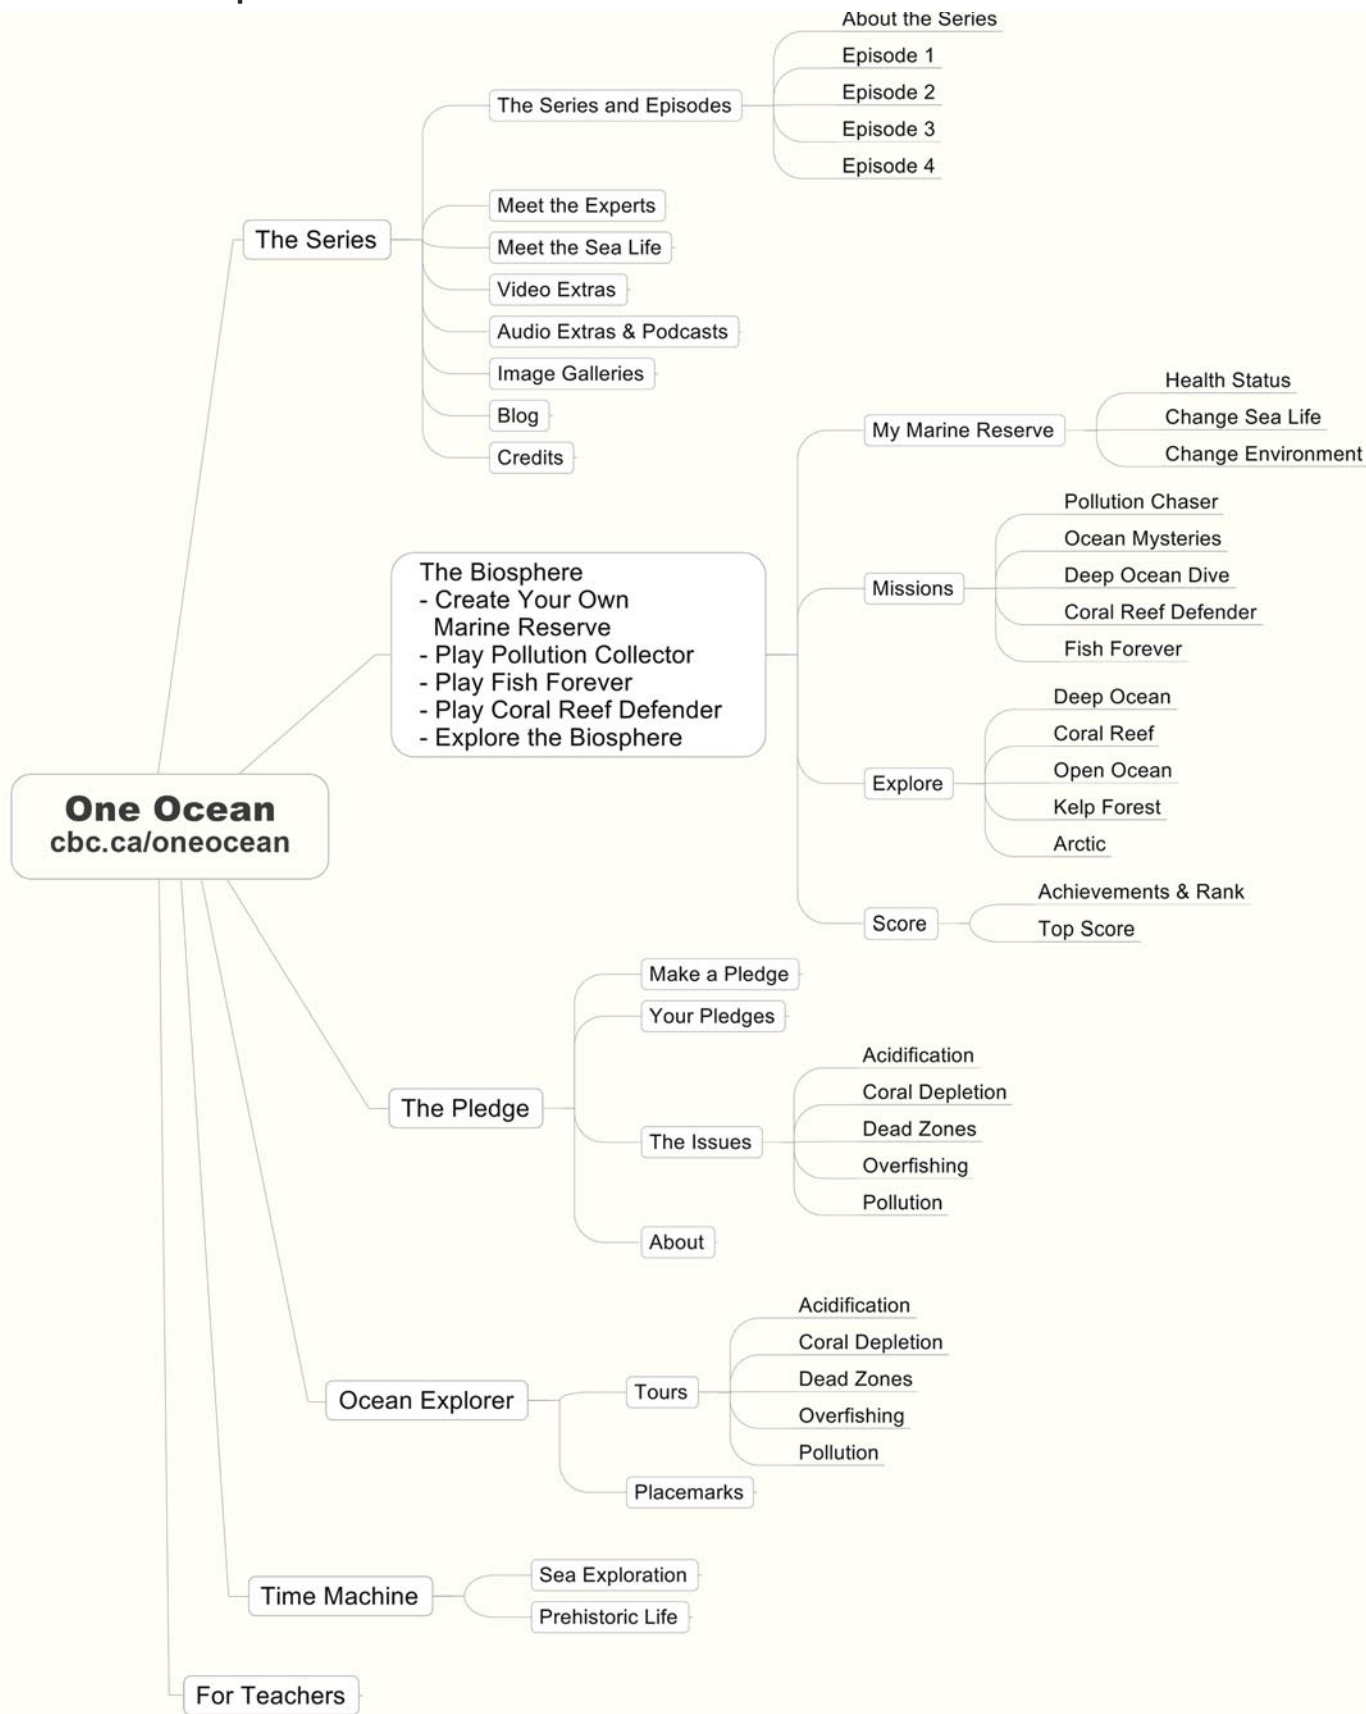 One Ocean
cbc.ca/oneocean
The Series
The Series and Episodes
About the Series
Episode 1
Episode 2
Episode 3
Episode 4
Meet the Experts
Meet the Sea Life
Video Extras
Audio Extras & Podcasts
Image Galleries
Blog
Credits
The Biosphere
- Create Your Own
Marine Reserve
- Play Pollution Collector
- Play Fish Forever
- Play Coral Reef Defender
- Explore the Biosphere
My Marine Reserve
Health Status
Change Sea Life
Change Environment
Missions
Pollution Chaser
Ocean Mysteries
Deep Ocean Dive
Coral Reef Defender
Fish Forever
Explore
Deep Ocean
Coral Reef
Open Ocean
Kelp Forest
Arctic
Score
Achievements & Rank
Top Score
The Pledge
Make a Pledge
Your Pledges
The Issues
Acidification
Coral Depletion
Dead Zones
Overfishing
Pollution
About
Ocean Explorer
Tours
Acidification
Coral Depletion
Dead Zones
Overfishing
Pollution
Placemarks
Time Machine
Sea Exploration
Prehistoric Life
For Teachers